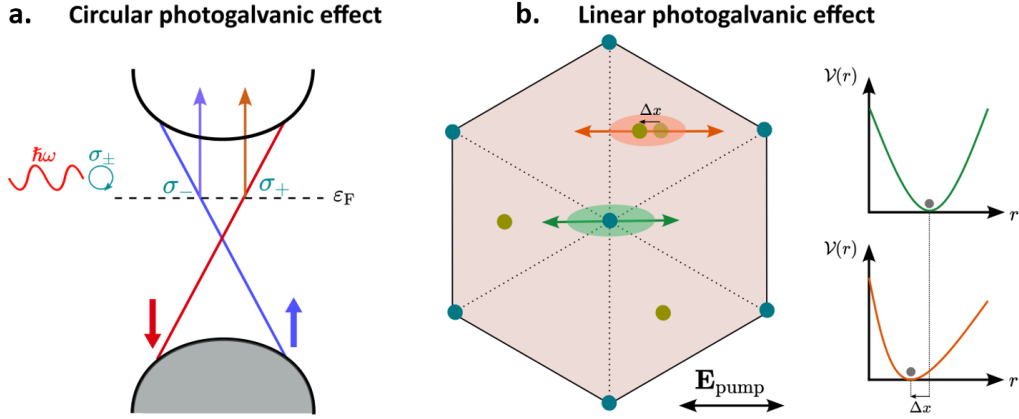 a. Circular photogalvanic effect
ħω
σ±
σ₋
σ₊
εF
b. Linear photogalvanic effect
Δx
Epump
𝒱(r)
r
𝒱(r)
r
Δx